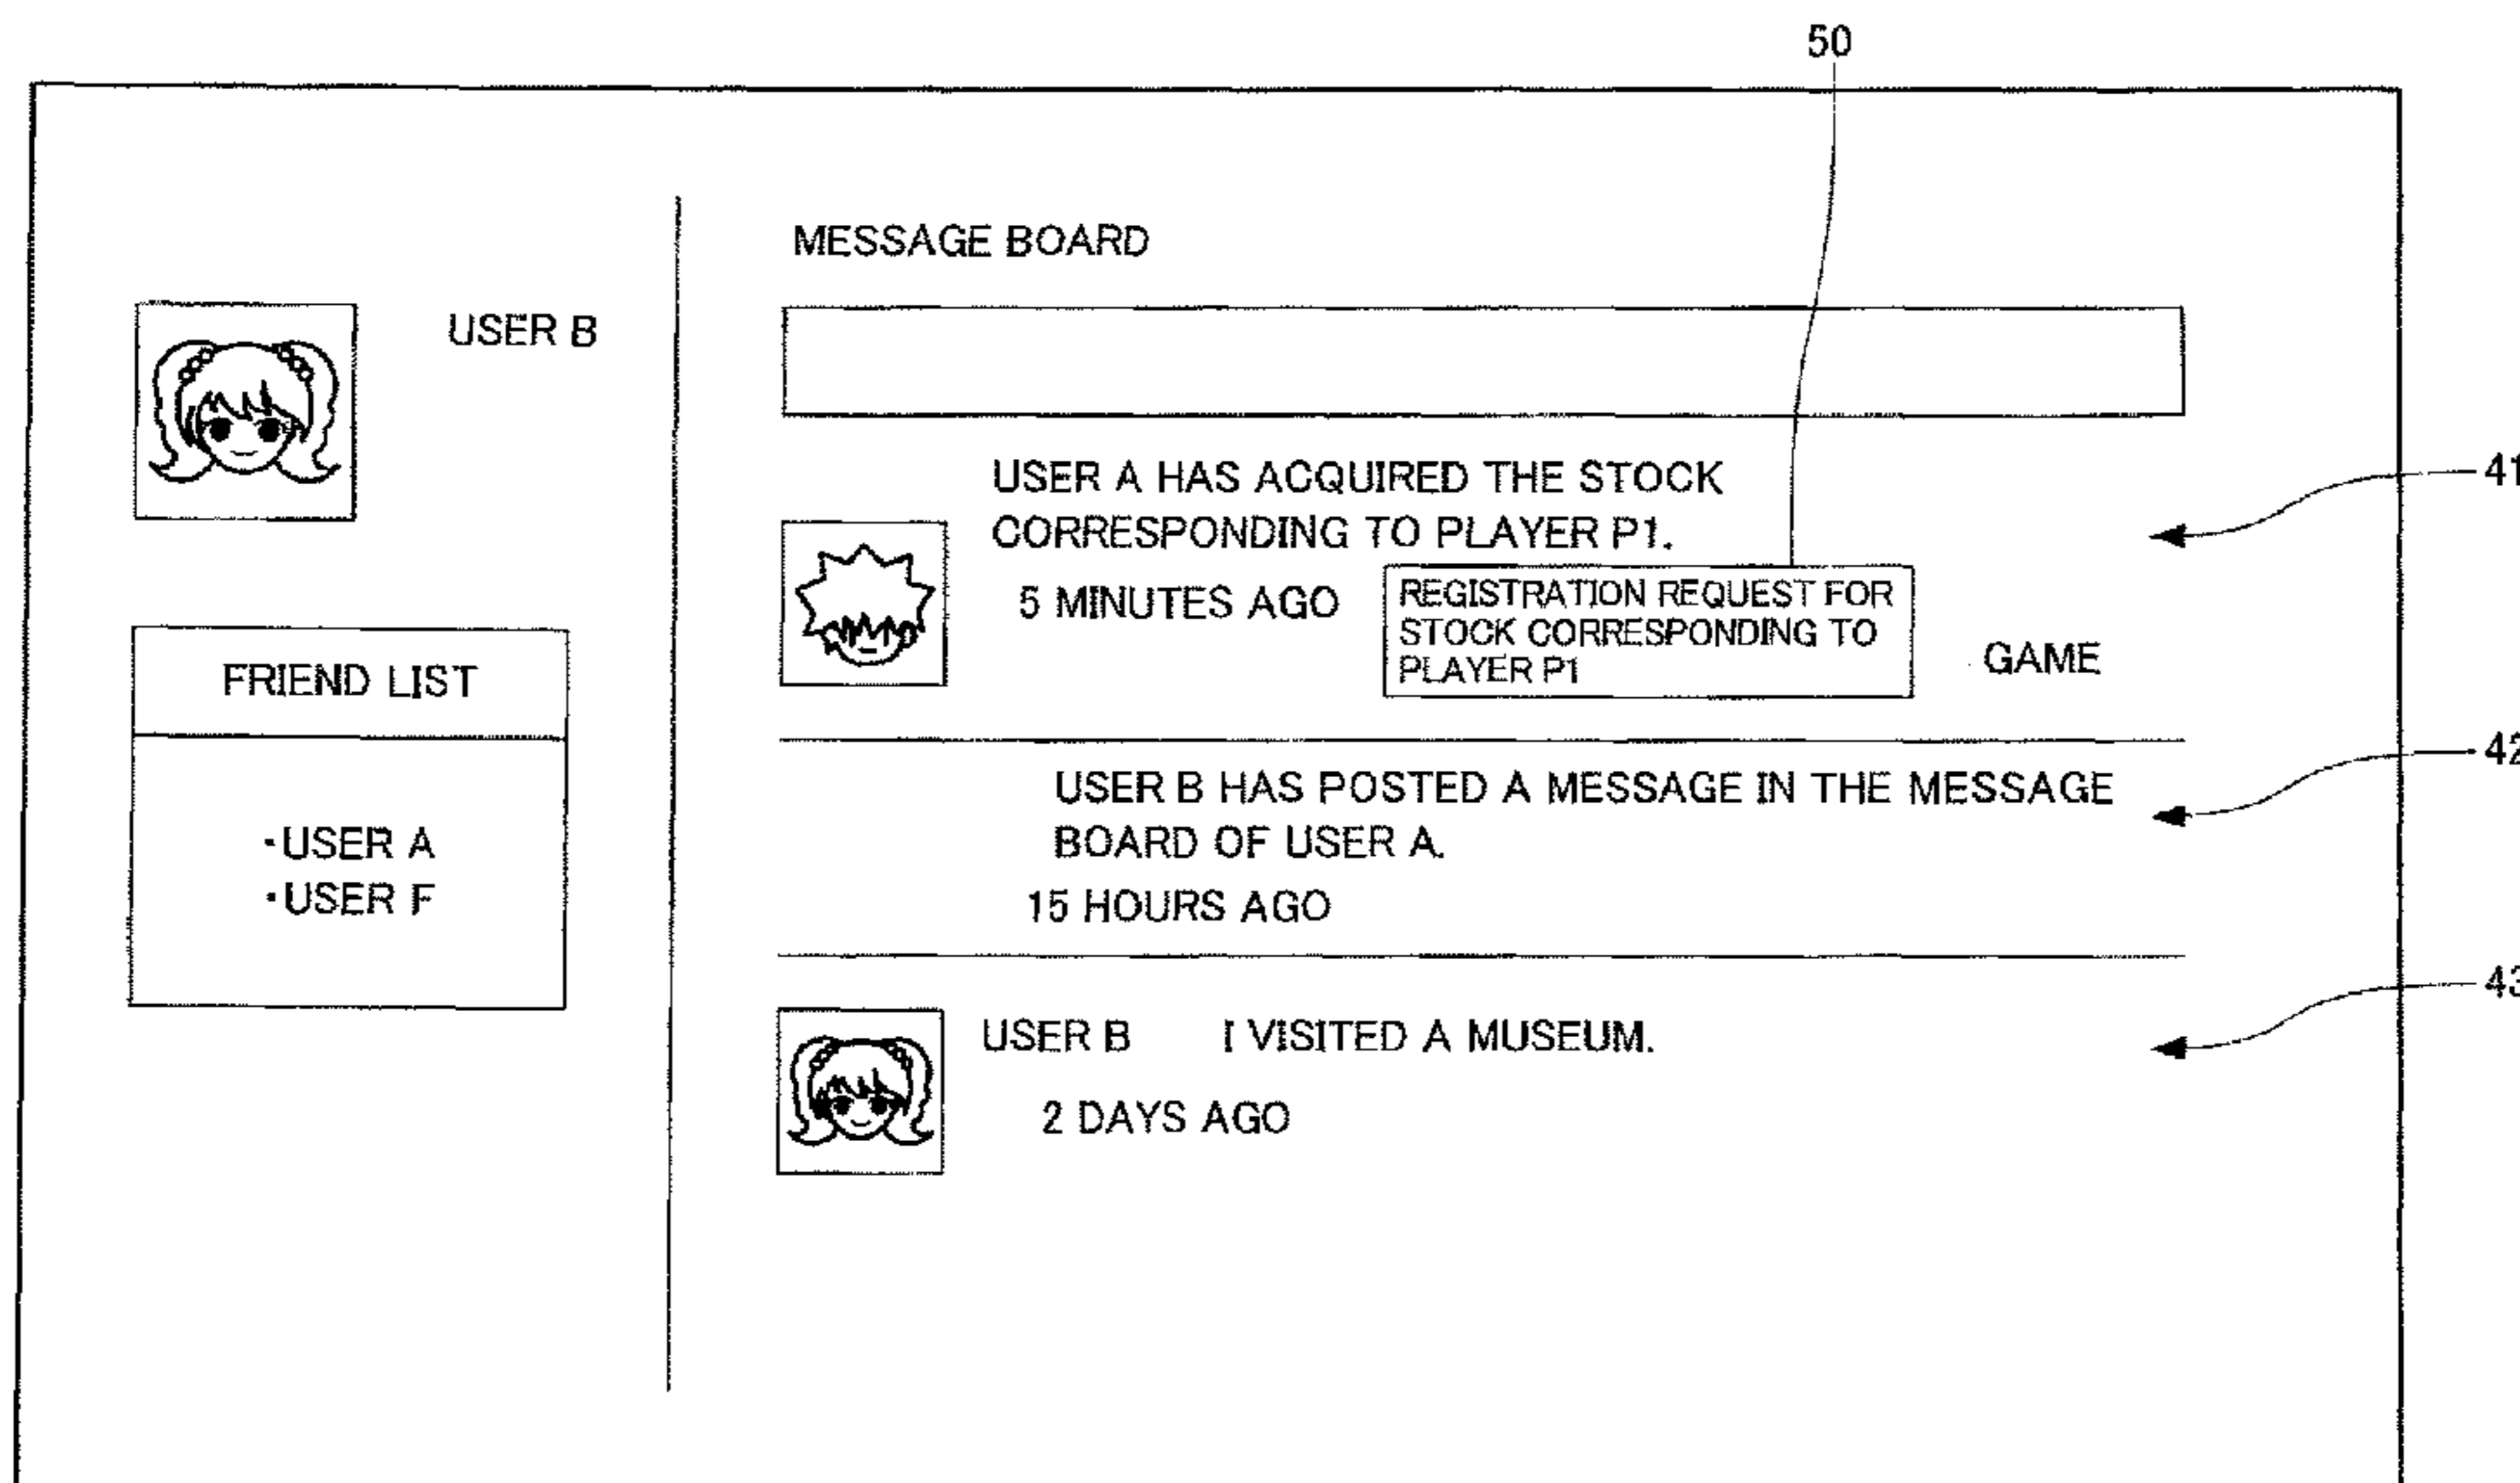 50
MESSAGE BOARD
USER B
USER A HAS ACQUIRED THE STOCK
CORRESPONDING TO PLAYER P1.
41
5 MINUTES AGO
REGISTRATION REQUEST FOR
STOCK CORRESPONDING TO
PLAYER P1
GAME
FRIEND LIST
・USER A
・USER F
USER B HAS POSTED A MESSAGE IN THE MESSAGE
BOARD OF USER A.
42
15 HOURS AGO
USER B I VISITED A MUSEUM.
43
2 DAYS AGO